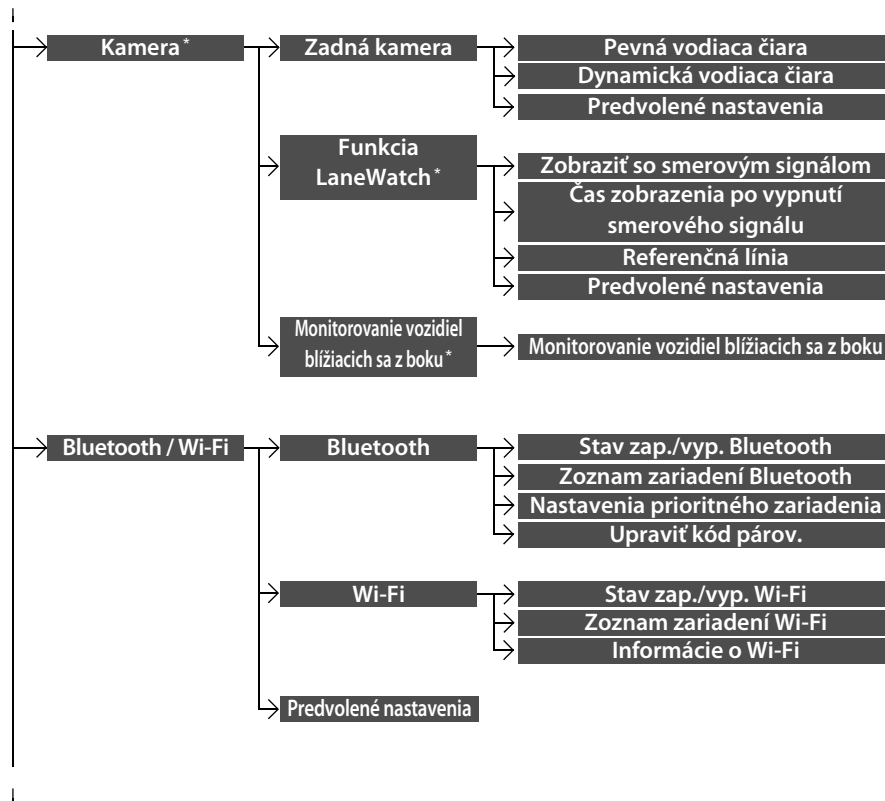 Kamera*
Zadná kamera
Pevná vodiaca čiara
Dynamická vodiaca čiara
Predvolené nastavenia
Funkcia
LaneWatch*
Zobraziť so smerovým signálom
Čas zobrazenia po vypnutí
smerového signálu
Referenčná línia
Predvolené nastavenia
Monitorovanie vozidiel
blížiacich sa z boku*
Monitorovanie vozidiel blížiacich sa z boku
Bluetooth / Wi-Fi
Bluetooth
Stav zap./vyp. Bluetooth
Zoznam zariadení Bluetooth
Nastavenia prioritného zariadenia
Upraviť kód párov.
Wi-Fi
Stav zap./vyp. Wi-Fi
Zoznam zariadení Wi-Fi
Informácie o Wi-Fi
Predvolené nastavenia